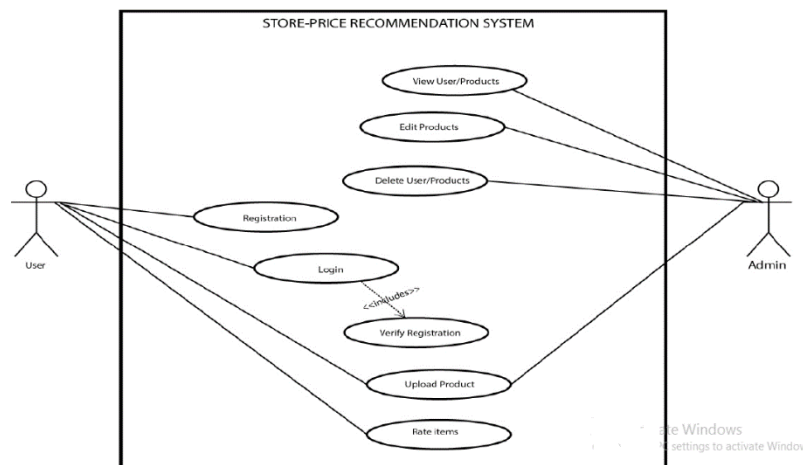 STORE-PRICE RECOMMENDATION SYSTEM
View User/Products
Edit Products
Delete User/Products
Registration
User
Login
Admin
<<includes>>
Verify Registration
Upload Product
Rate items
Windows
settings to activate Window